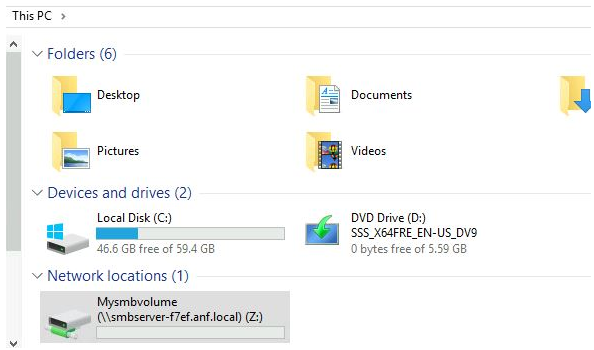 This PC >
Folders (6)
Desktop
Documents
Pictures
Videos
Devices and drives (2)
Local Disk (C:)
46.6 GB free of 59.4 GB
DVD Drive (D:)
SSS_X64FRE_EN-US_DV9
0 bytes free of 5.59 GB
Network locations (1)
Mysmbvolume
(\\smbserver-f7ef.anf.local) (Z:)